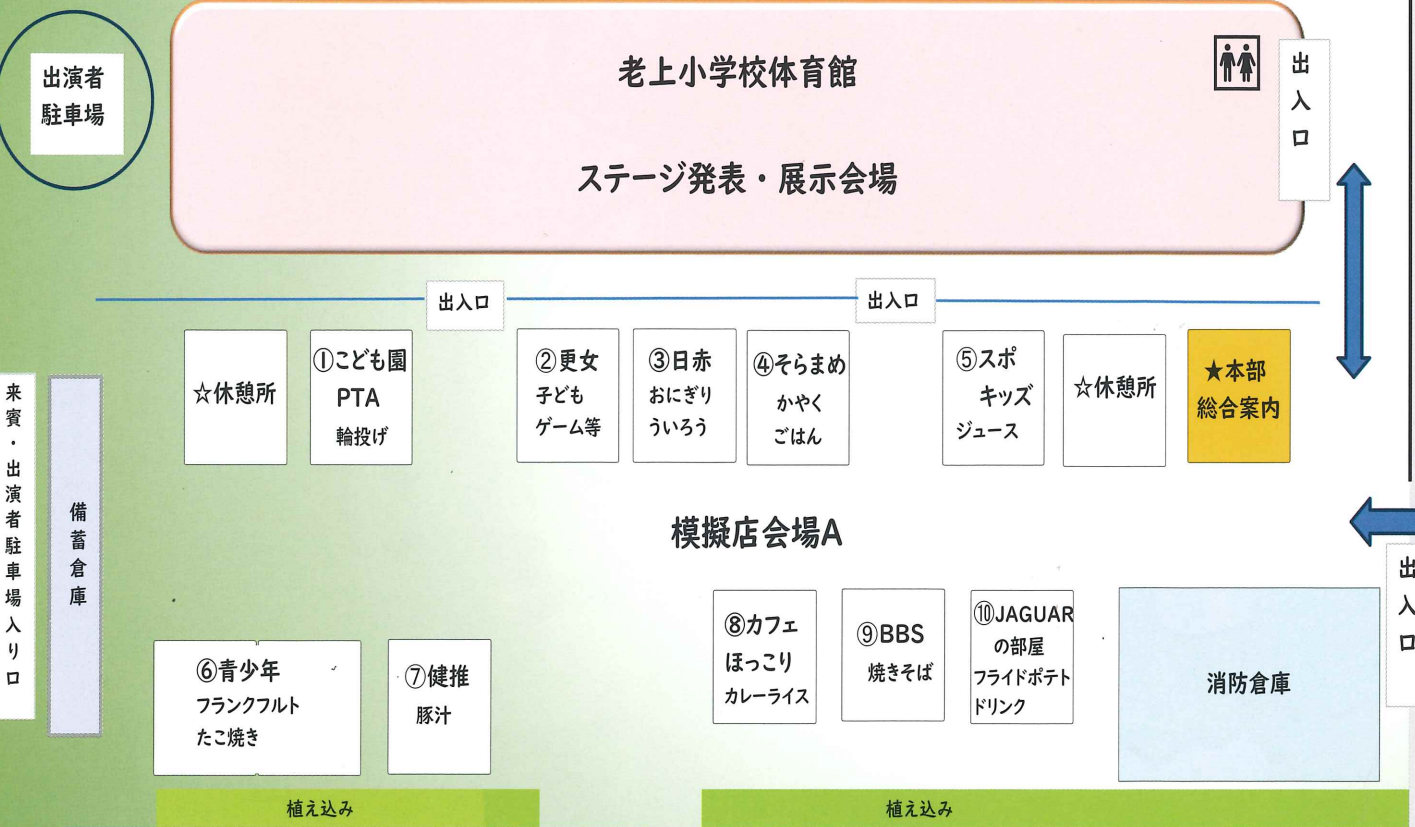 出演者
駐車場
老上小学校体育館
ステージ発表・展示会場
出入口
出入口
出入口
☆休憩所
①こども園
PTA
輪投げ
②更女
子ども
ゲーム等
③日赤
おにぎり
ういろう
④そらまめ
かやく
ごはん
⑤スポ
キッズ
ジュース
☆休憩所
★本部
総合案内
来賓・出演者駐車場入り口
備蓄倉庫
模擬店会場A
出入口
⑥青少年
フランクフルト
たこ焼き
⑦健推
豚汁
⑧カフェ
ほっこり
カレーライス
⑨BBS
焼きそば
⑩JAGUAR
の部屋
フライドポテト
ドリンク
消防倉庫
植え込み
植え込み